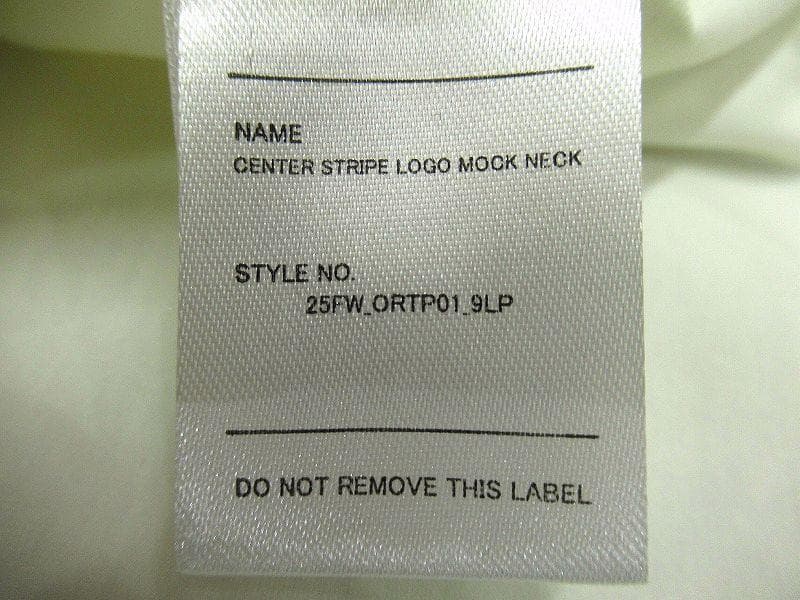 NAME
CENTER STRIPE LOGO MOCK NECK
STYLE NO.
25FW_ORTP01_9LP
DO NOT REMOVE THIS LABEL